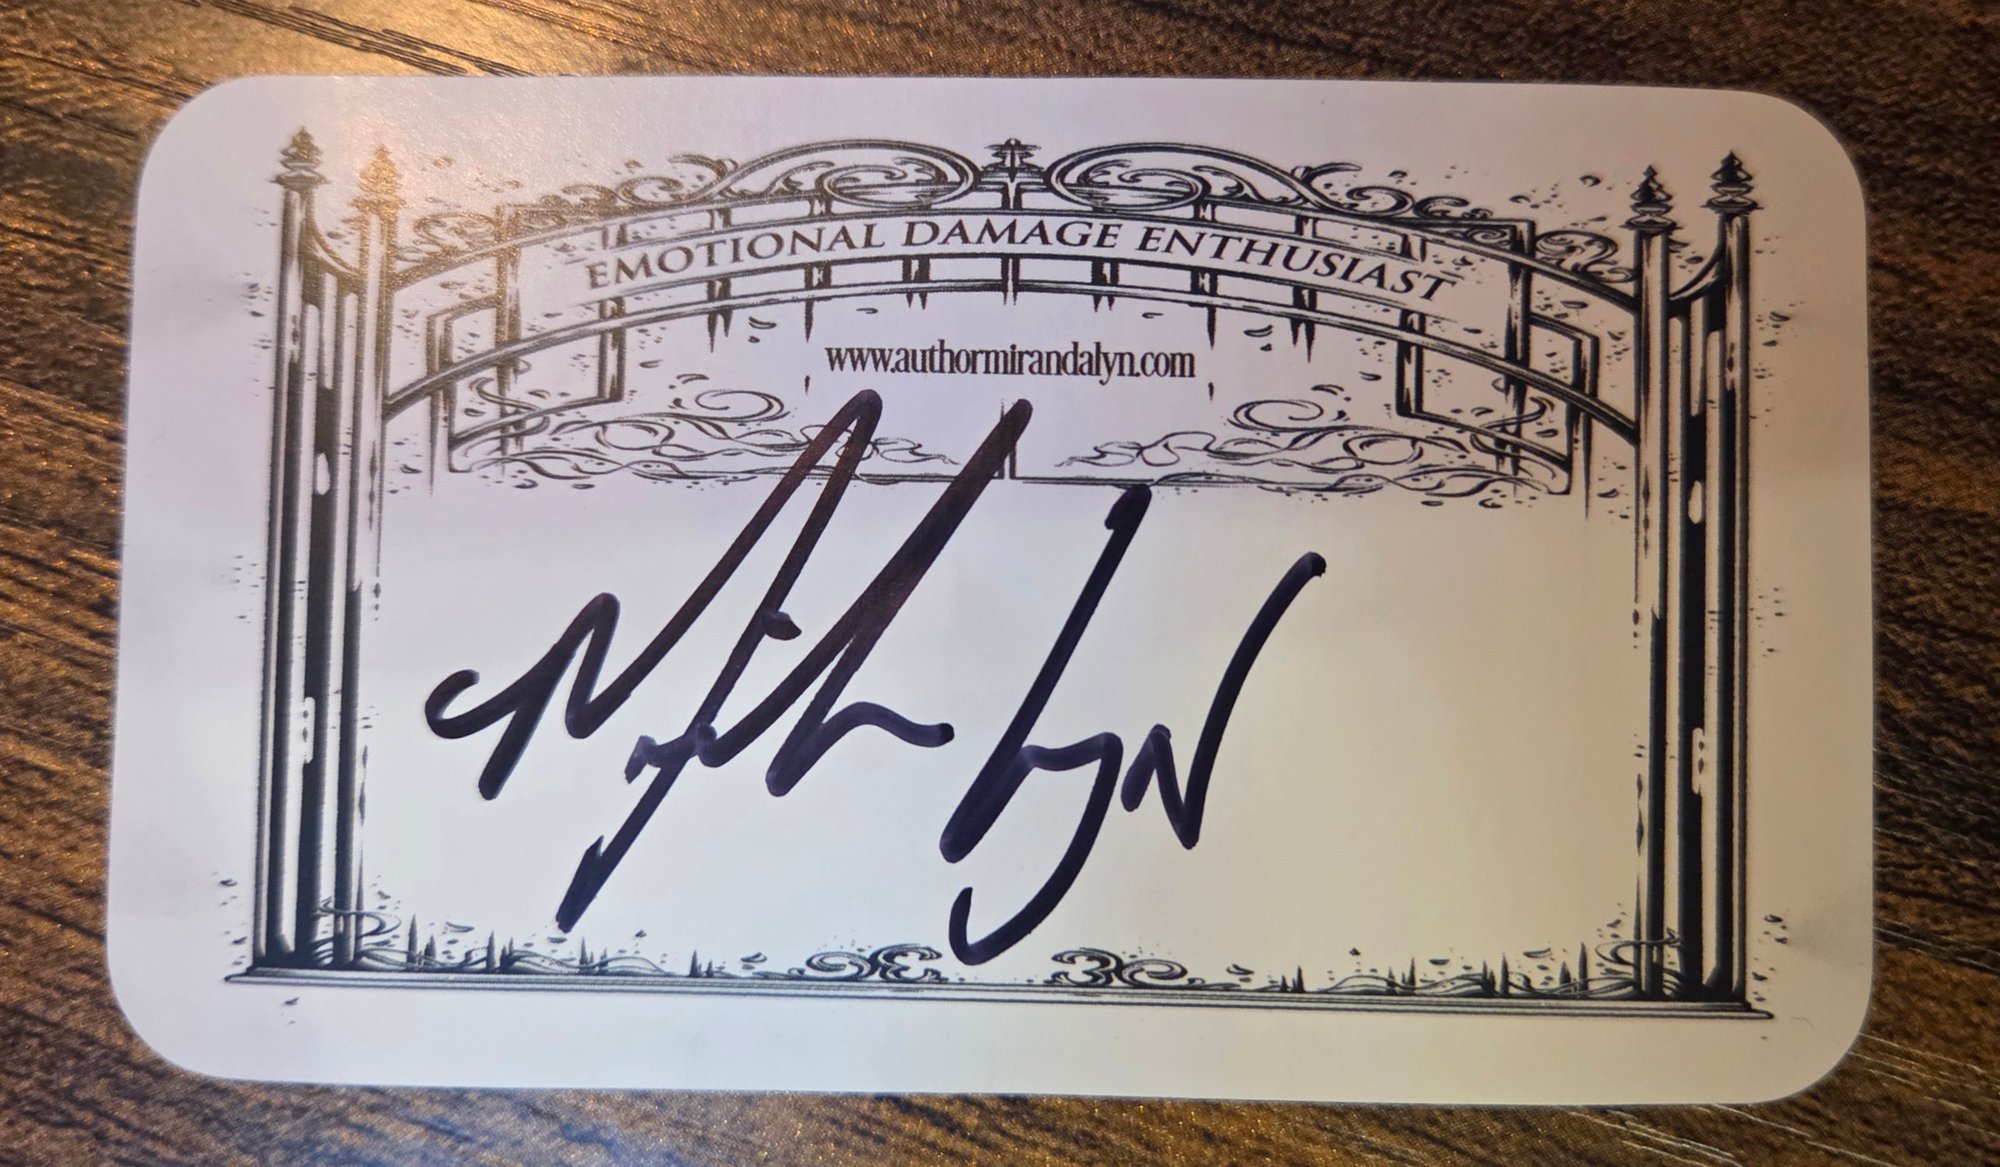 EMOTIONAL DAMAGE ENTHUSIAST
www.authormirandalyn.com